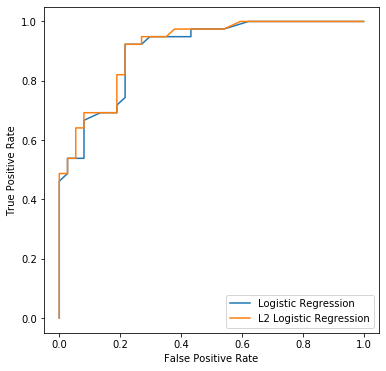 1.0
0.8
0.6
0.4
0.2
0.0
True Positive Rate
0.0 0.2 0.4 0.6 0.8 1.0
False Positive Rate
Logistic Regression
L2 Logistic Regression